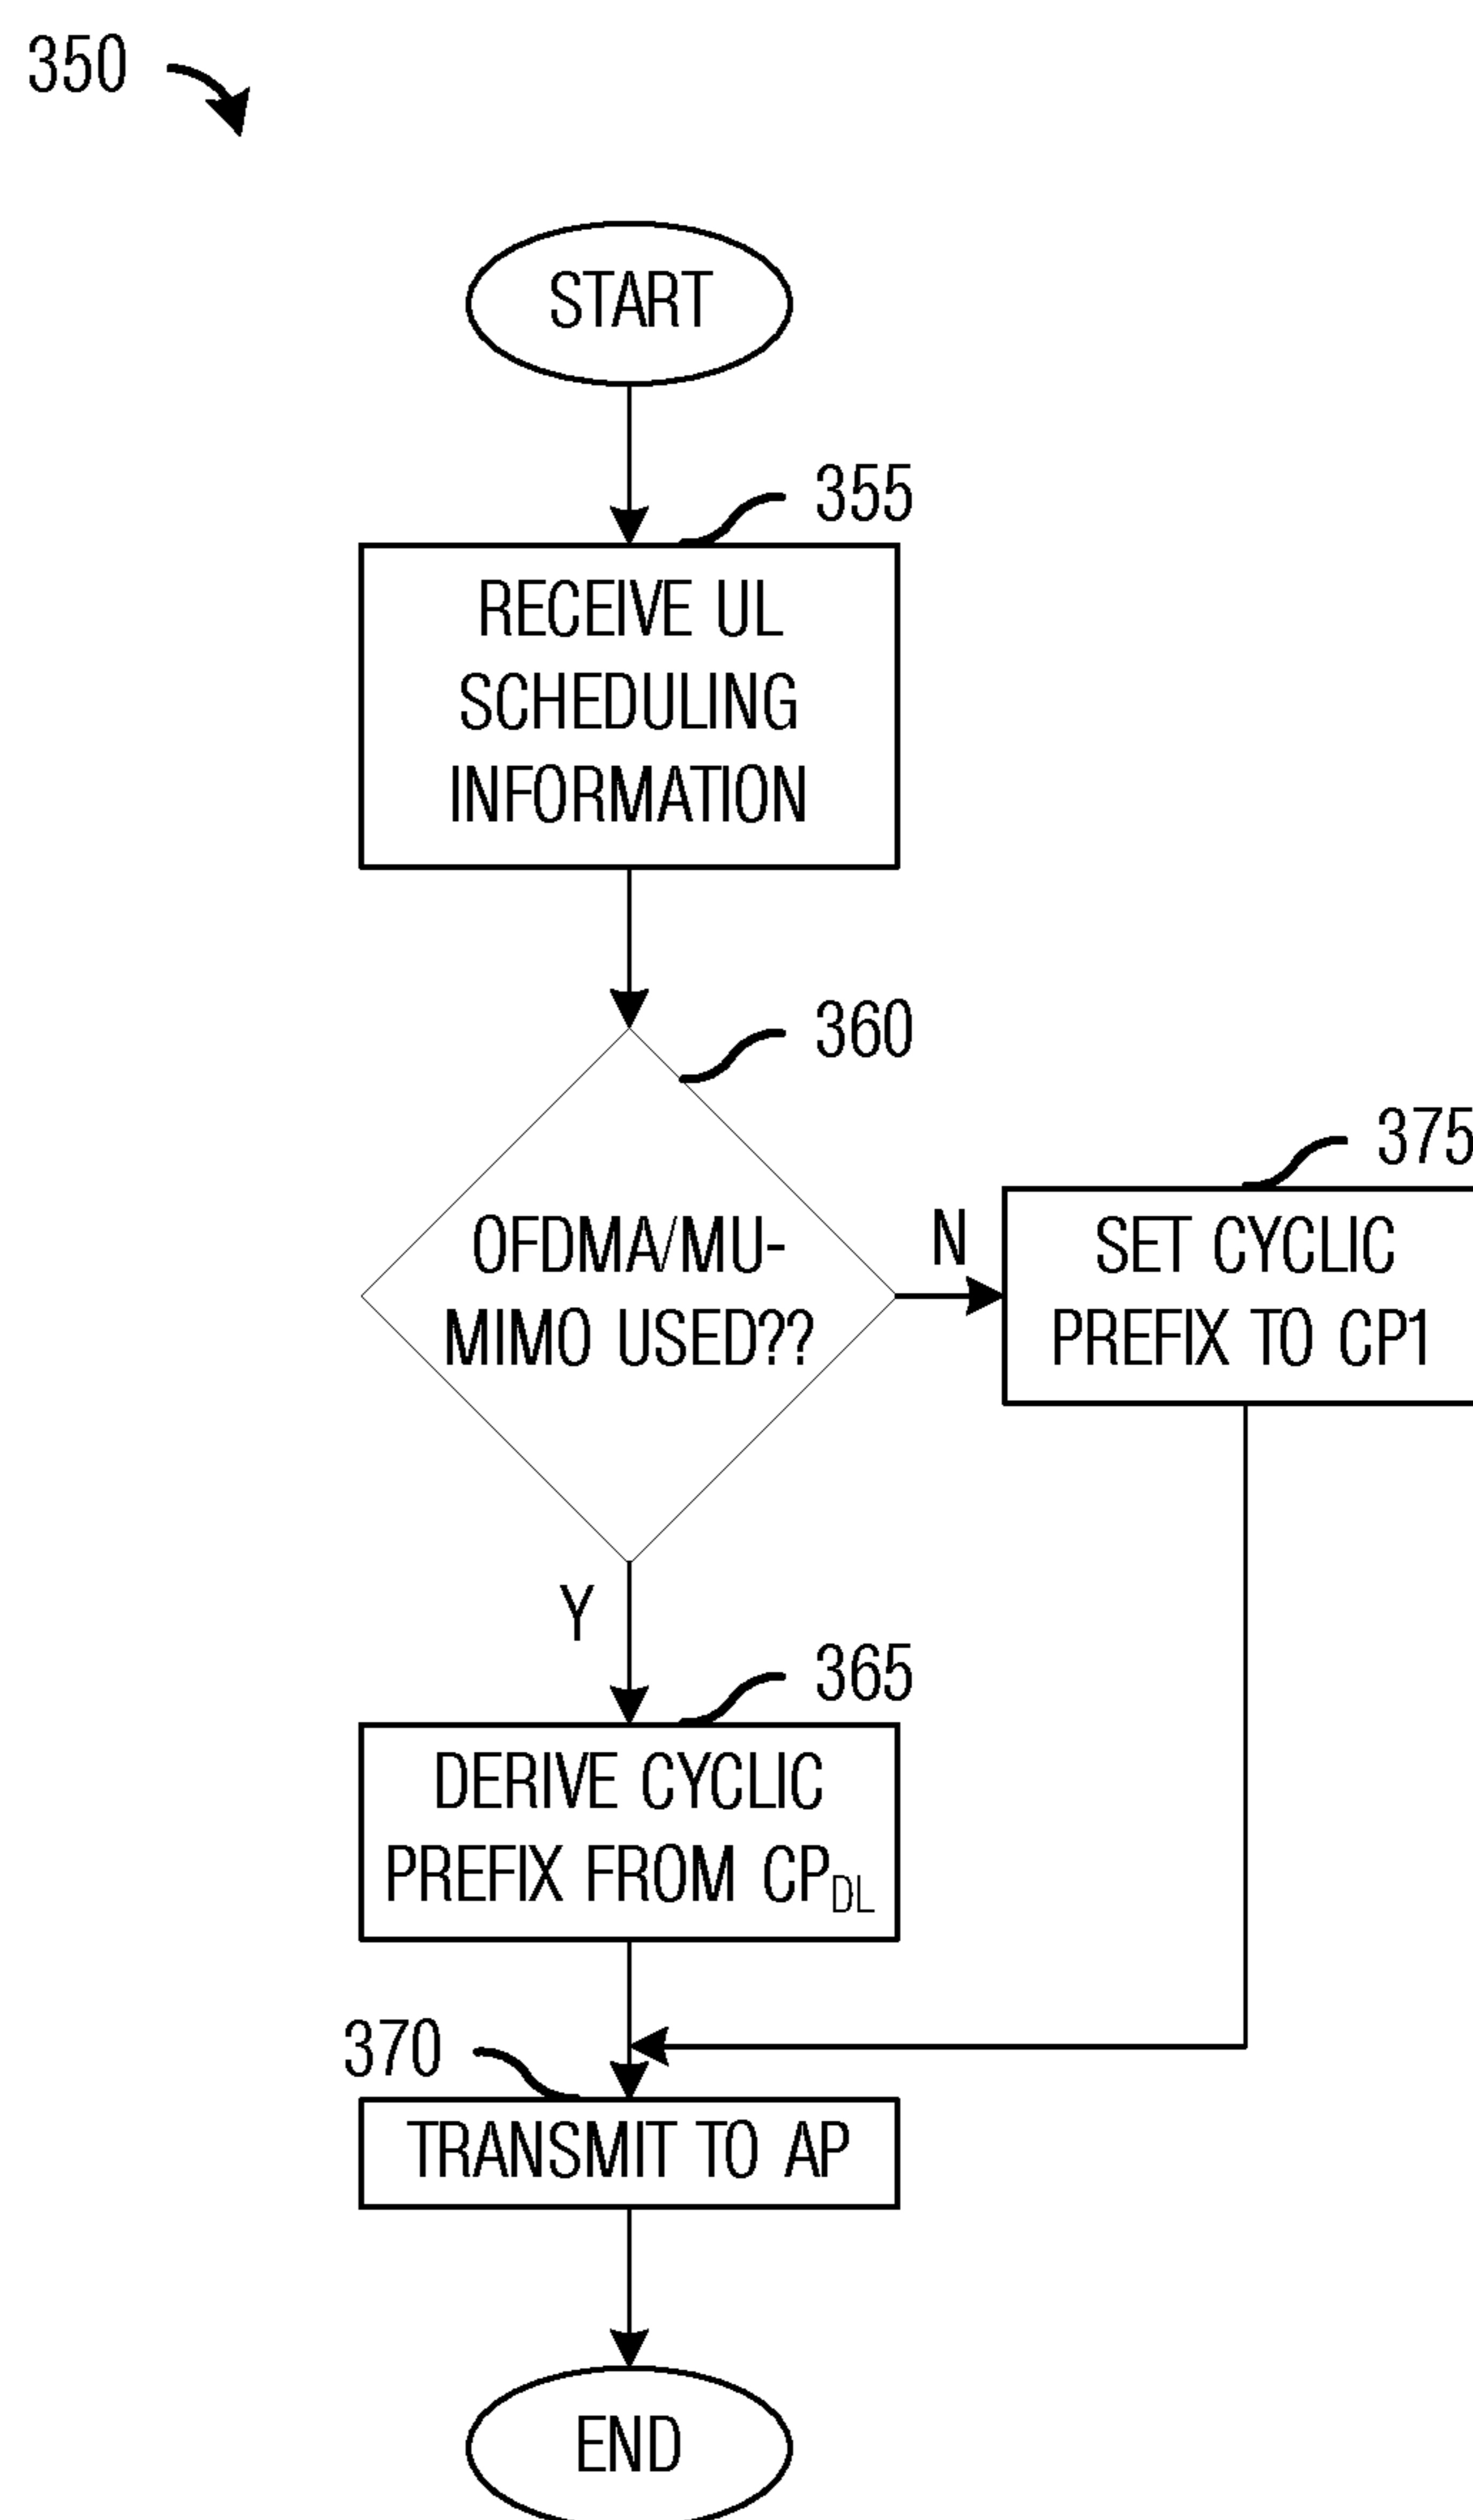 350
START
355
RECEIVE UL
SCHEDULING
INFORMATION
360
OFDMA/MU-
MIMO USED??
N
375
SET CYCLIC
PREFIX TO CP1
Y
365
DERIVE CYCLIC
PREFIX FROM CPDL
370
TRANSMIT TO AP
END